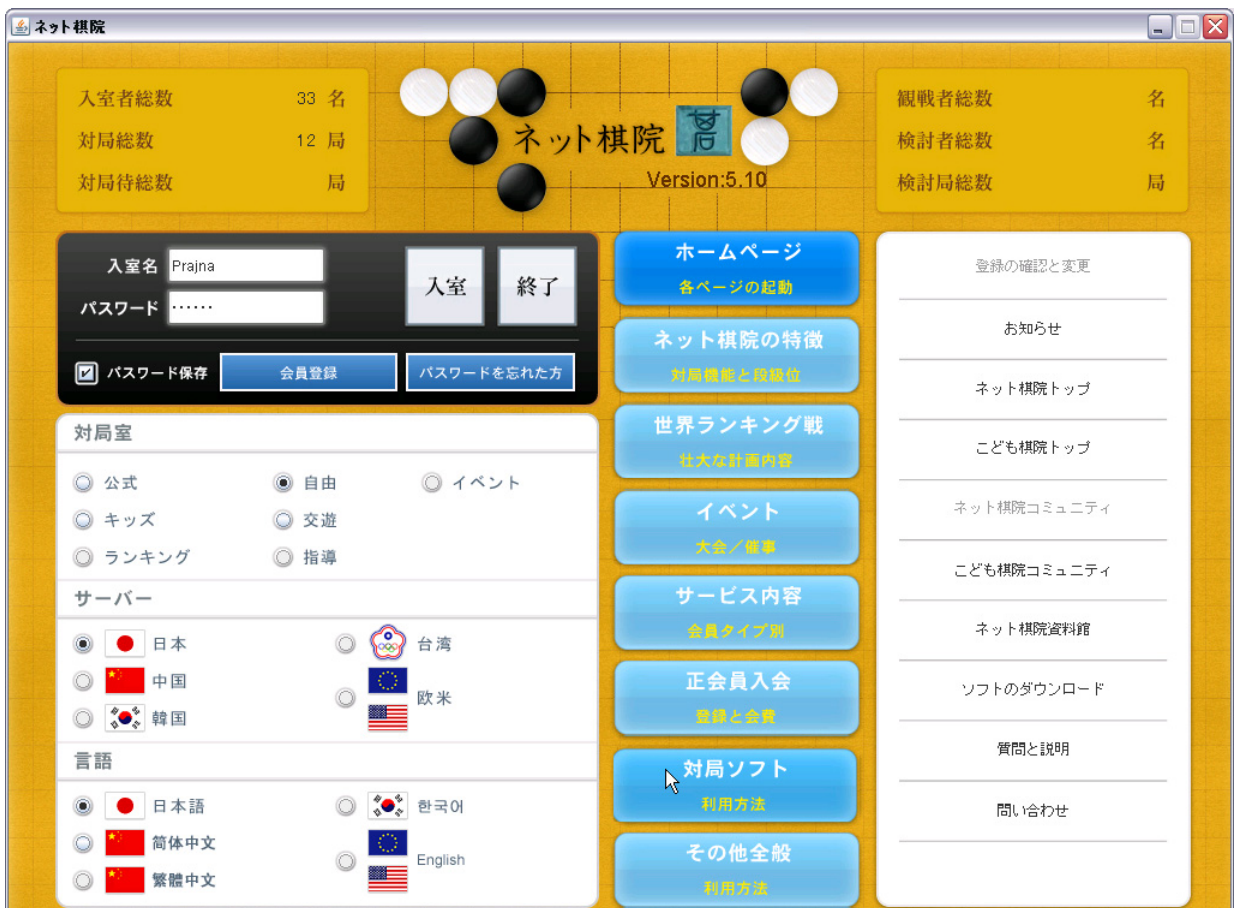 ネット棋院
入室者総数 33 名
対局総数 12 局
対局待総数 局
ネット棋院
Version:5.10
観戦者総数 名
検討者総数 名
検討局総数 局
入室名 Prajna
パスワード ······
入室
終了
パスワード保存
会員登録
パスワードを忘れた方
対局室
公式
自由
イベント
キッズ
交遊
ランキング
指導
サーバー
日本
台湾
中国
欧米
韓国
言語
日本語
한국어
简体中文
English
繁體中文
ホームページ
各ページの起動
ネット棋院の特徴
対局機能と段級位
世界ランキング戦
壮大な計画内容
イベント
大会／催事
サービス内容
会員タイプ別
正会員入会
登録と会費
対局ソフト
利用方法
その他全般
利用方法
登録の確認と変更
お知らせ
ネット棋院トップ
こども棋院トップ
ネット棋院コミュニティ
こども棋院コミュニティ
ネット棋院資料館
ソフトのダウンロード
質問と説明
問い合わせ